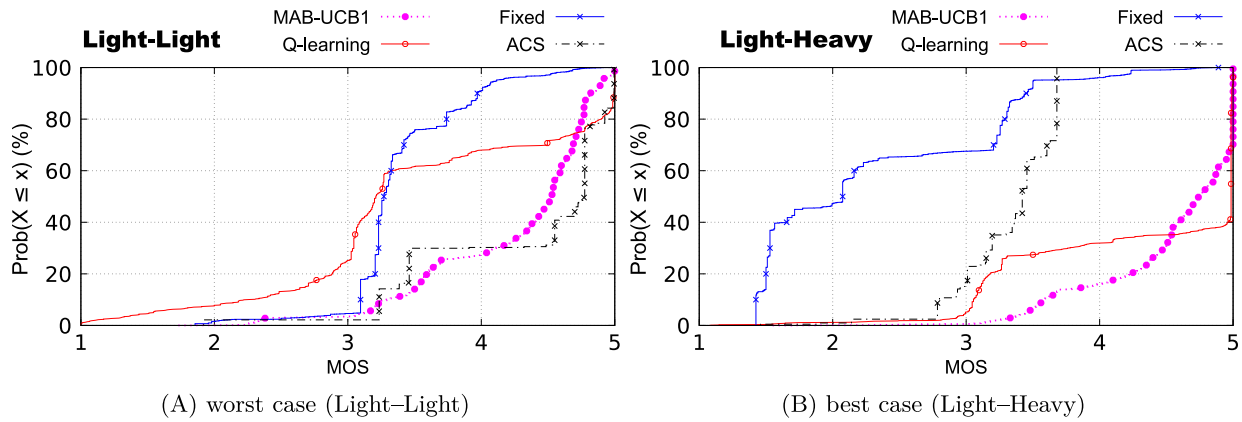 Light-Light
MAB-UCB1
Fixed
Q-learning
ACS
Prob(X ≤ x) (%)
100
80
60
40
20
0
1
2
3
4
5
MOS
(A) worst case (Light–Light)
Light-Heavy
MAB-UCB1
Fixed
Q-learning
ACS
Prob(X ≤ x) (%)
100
80
60
40
20
0
1
2
3
4
5
MOS
(B) best case (Light–Heavy)